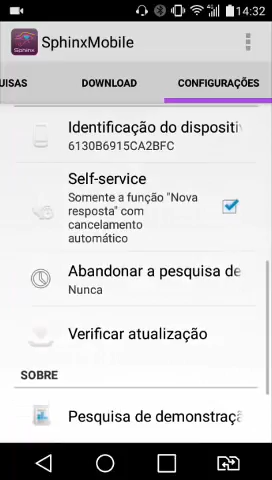 14:32
SphinxMobile
UISAS DOWNLOAD CONFIGURAÇÕES
Identificação do dispositiv
6130B6915CA2BFC
Self-service
Somente a função "Nova
resposta" com
cancelamento
automático
Abandonar a pesquisa de
Nunca
Verificar atualização
SOBRE
Pesquisa de demonstraçã